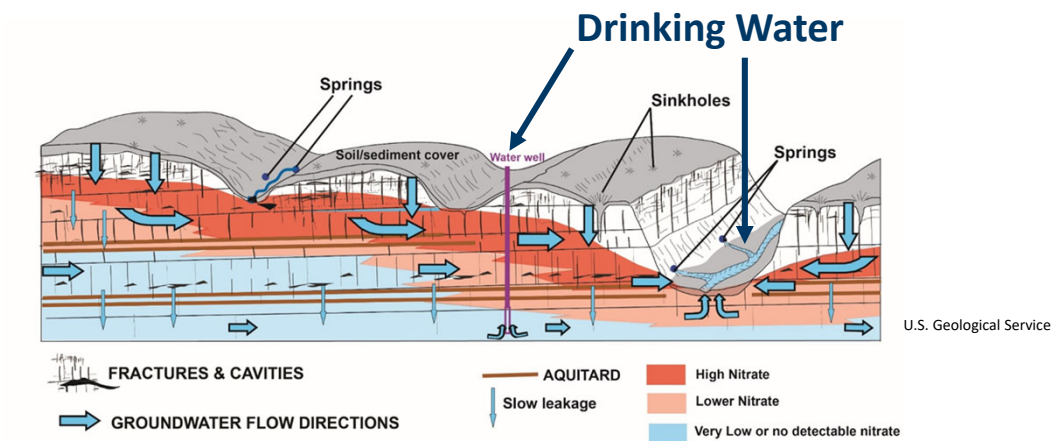 Drinking Water
Springs
Sinkholes
Soil/sediment cover
Water well
Springs
U.S. Geological Service
FRACTURES & CAVITIES
GROUNDWATER FLOW DIRECTIONS
AQUITARD
Slow leakage
High Nitrate
Lower Nitrate
Very Low or no detectable nitrate